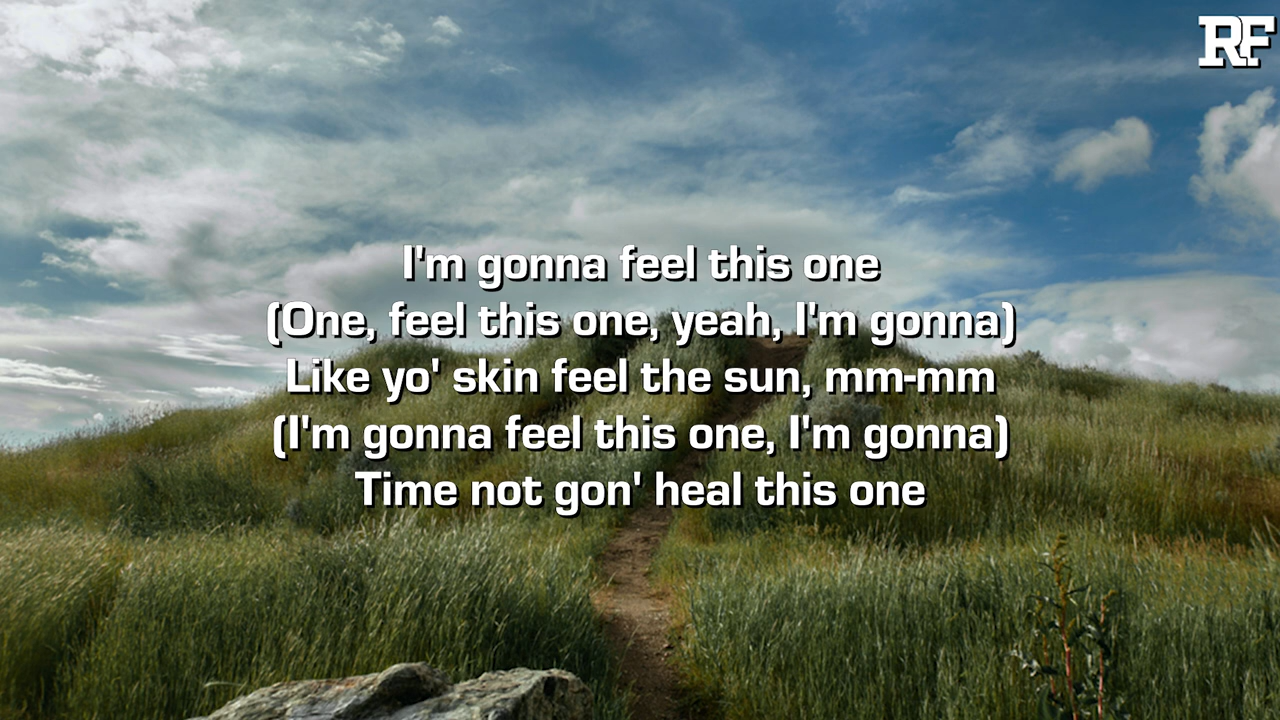 RF
I'm gonna feel this one
(One, feel this one, yeah, I'm gonna)
Like yo' skin feel the sun, mm-mm
(I'm gonna feel this one, I'm gonna)
Time not gon' heal this one